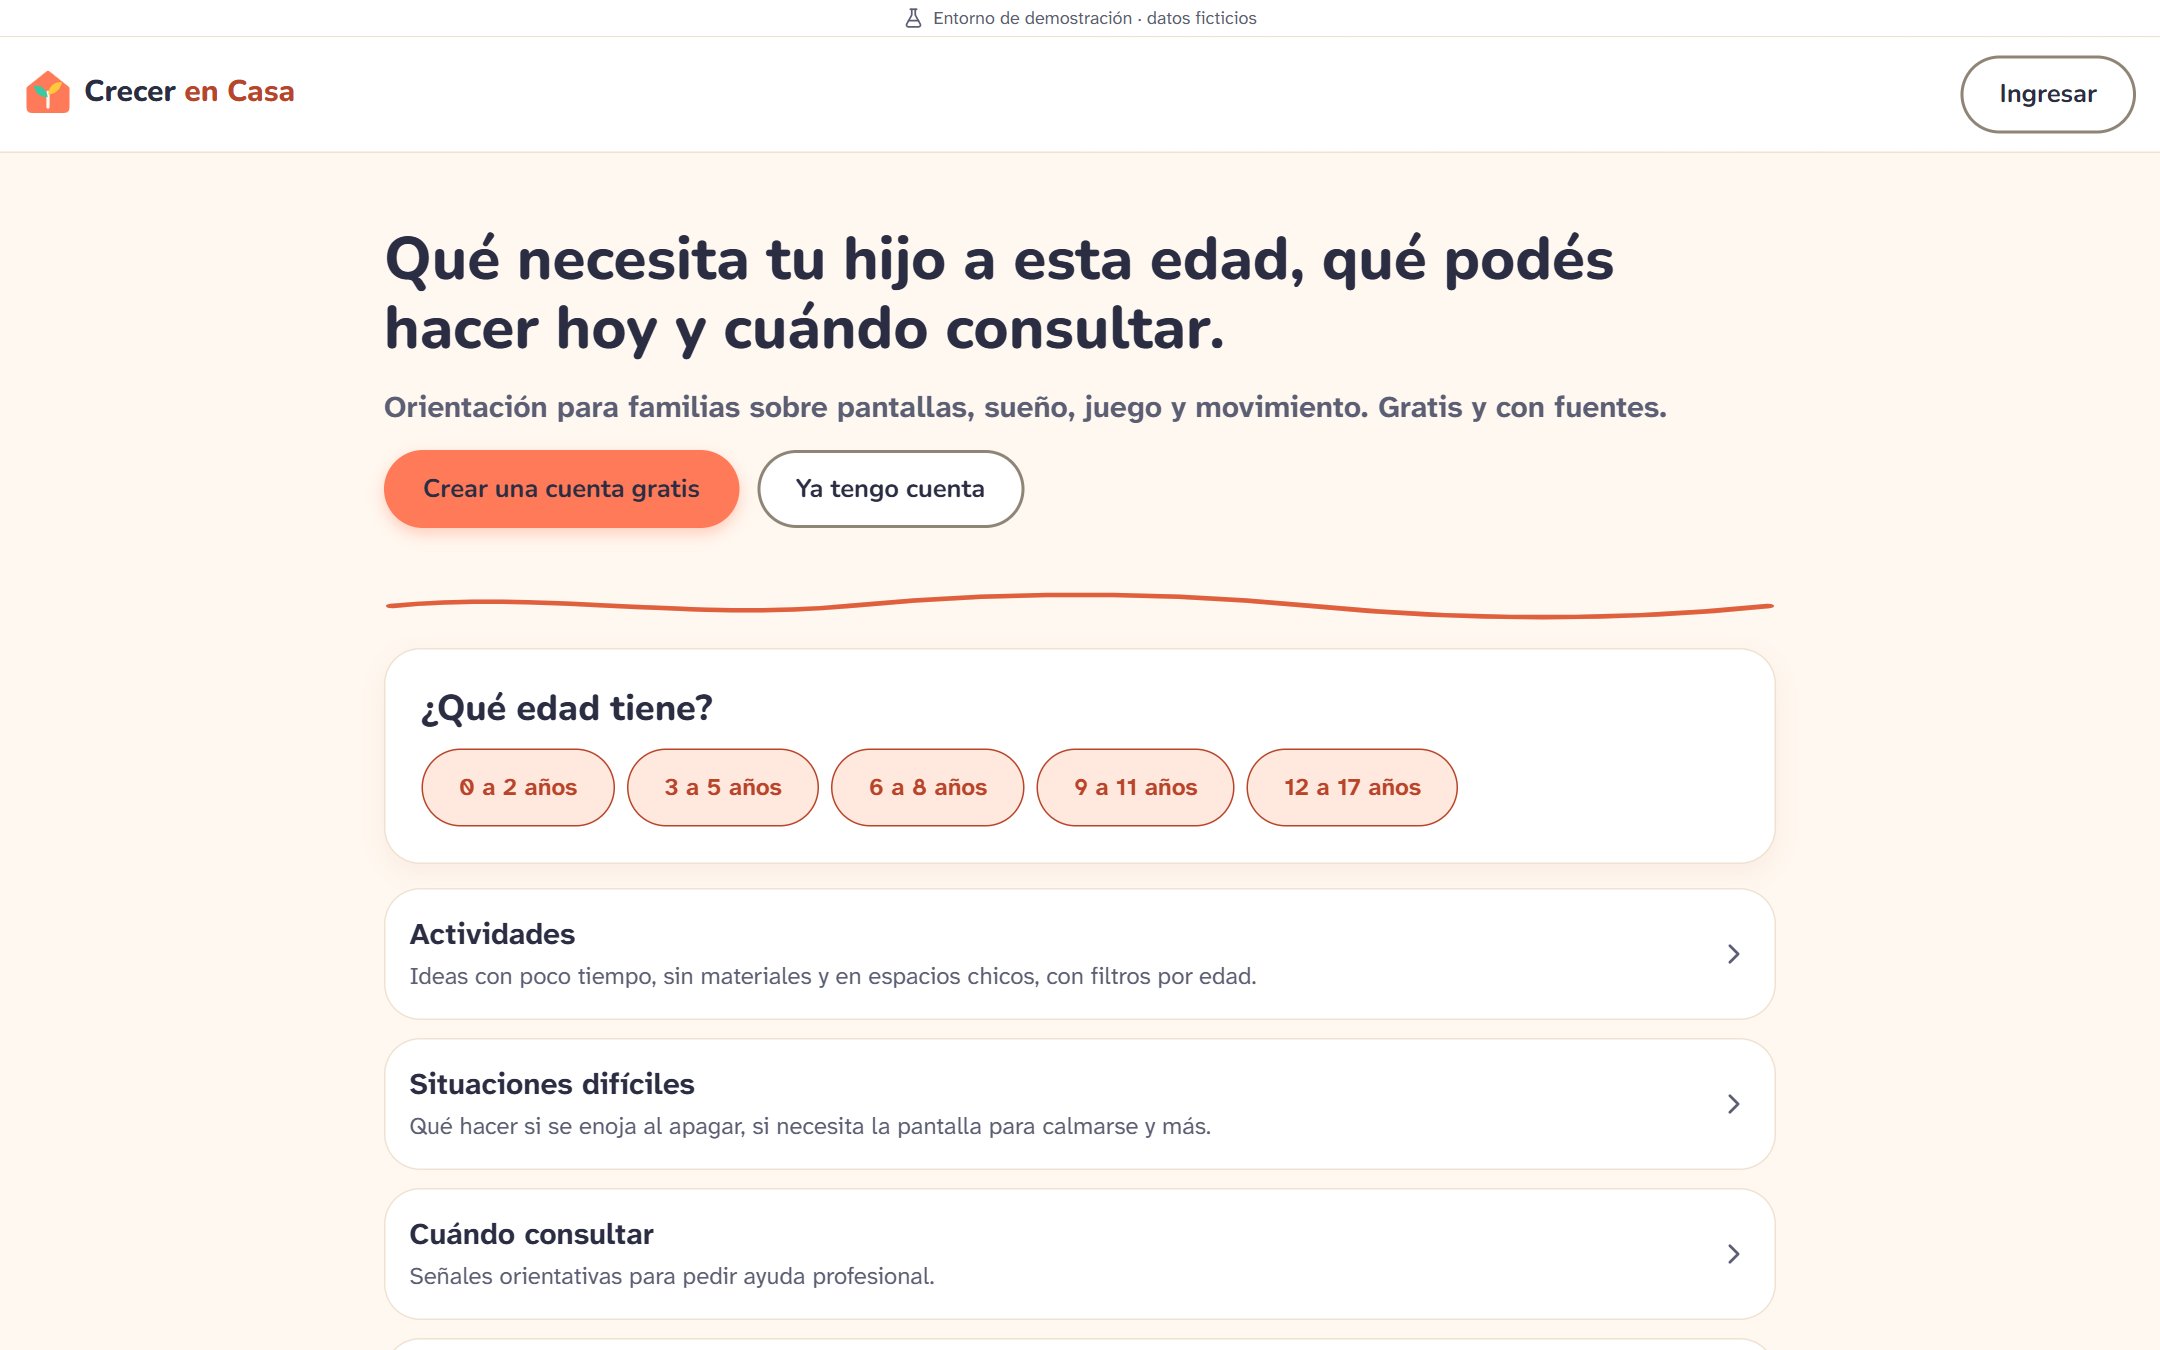 Entorno de demostración · datos ficticios
Crecer en Casa
Ingresar
Qué necesita tu hijo a esta edad, qué podés
hacer hoy y cuándo consultar.
Orientación para familias sobre pantallas, sueño, juego y movimiento. Gratis y con fuentes.
Crear una cuenta gratis
Ya tengo cuenta
¿Qué edad tiene?
0 a 2 años
3 a 5 años
6 a 8 años
9 a 11 años
12 a 17 años
Actividades
Ideas con poco tiempo, sin materiales y en espacios chicos, con filtros por edad.
Situaciones difíciles
Qué hacer si se enoja al apagar, si necesita la pantalla para calmarse y más.
Cuándo consultar
Señales orientativas para pedir ayuda profesional.